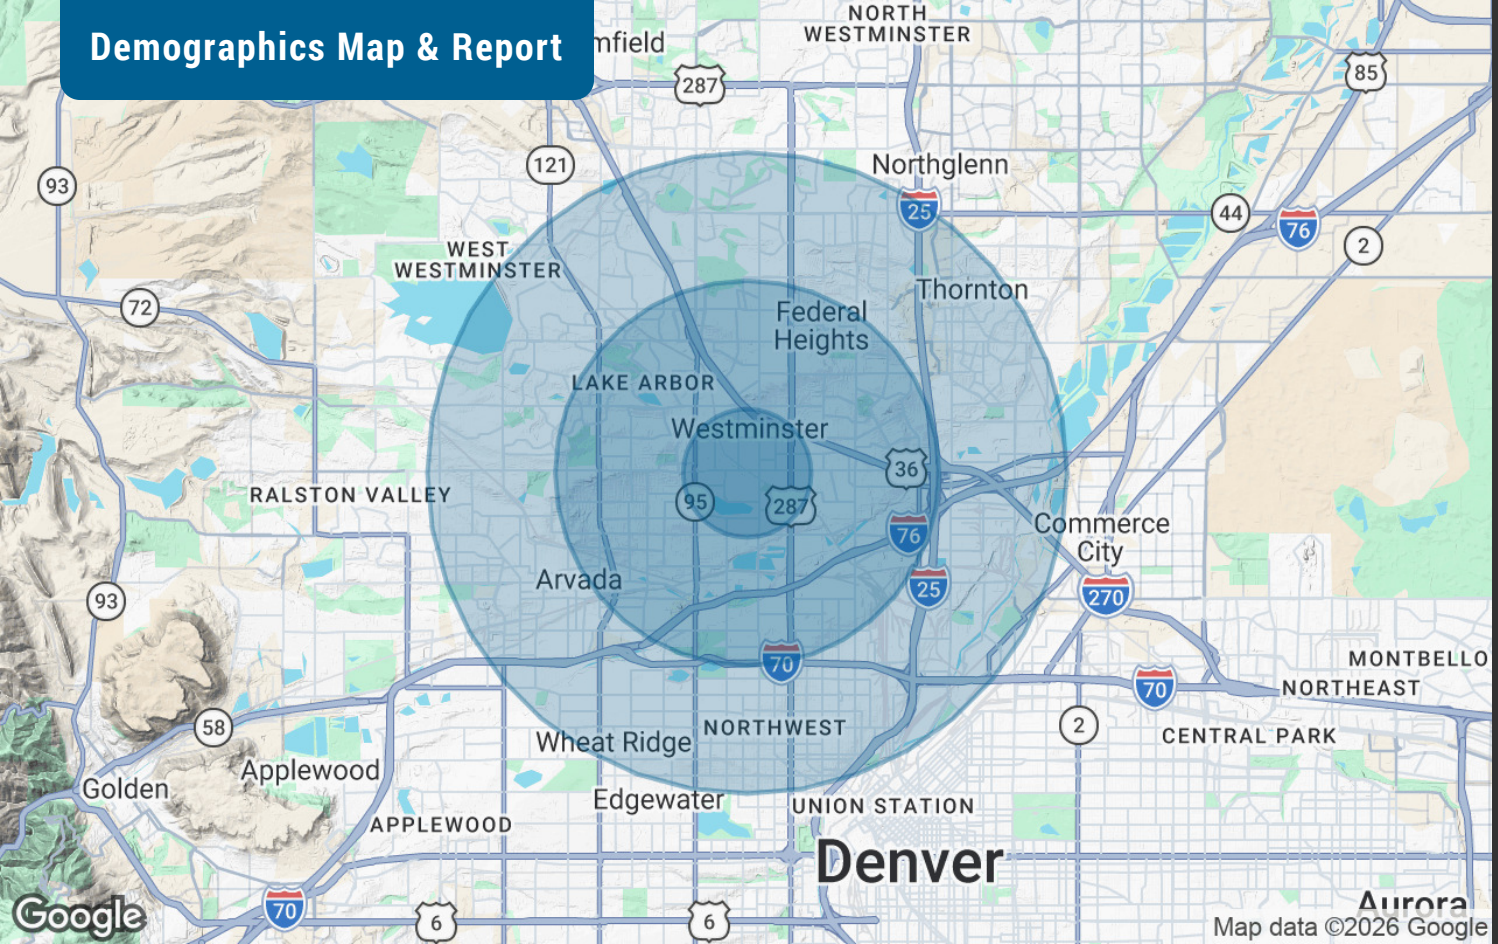 Demographics Map & Report
mfield
NORTH
WESTMINSTER
287
85
121
Northglenn
93
25
44
76
2
WEST
WESTMINSTER
72
Thornton
Federal
Heights
LAKE ARBOR
Westminster
36
RALSTON VALLEY
95
287
76
Commerce
City
Arvada
25
270
93
70
MONTBELLO
70
NORTHEAST
58
NORTHWEST
2
CENTRAL PARK
Wheat Ridge
Applewood
Golden
Edgewater
UNION STATION
APPLEWOOD
Denver
Aurora
70
6
6
Google
Map data ©2026 Google